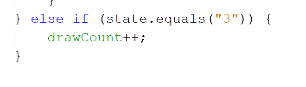 }
} else if (state.equals("3")) {
drawCount++;
}